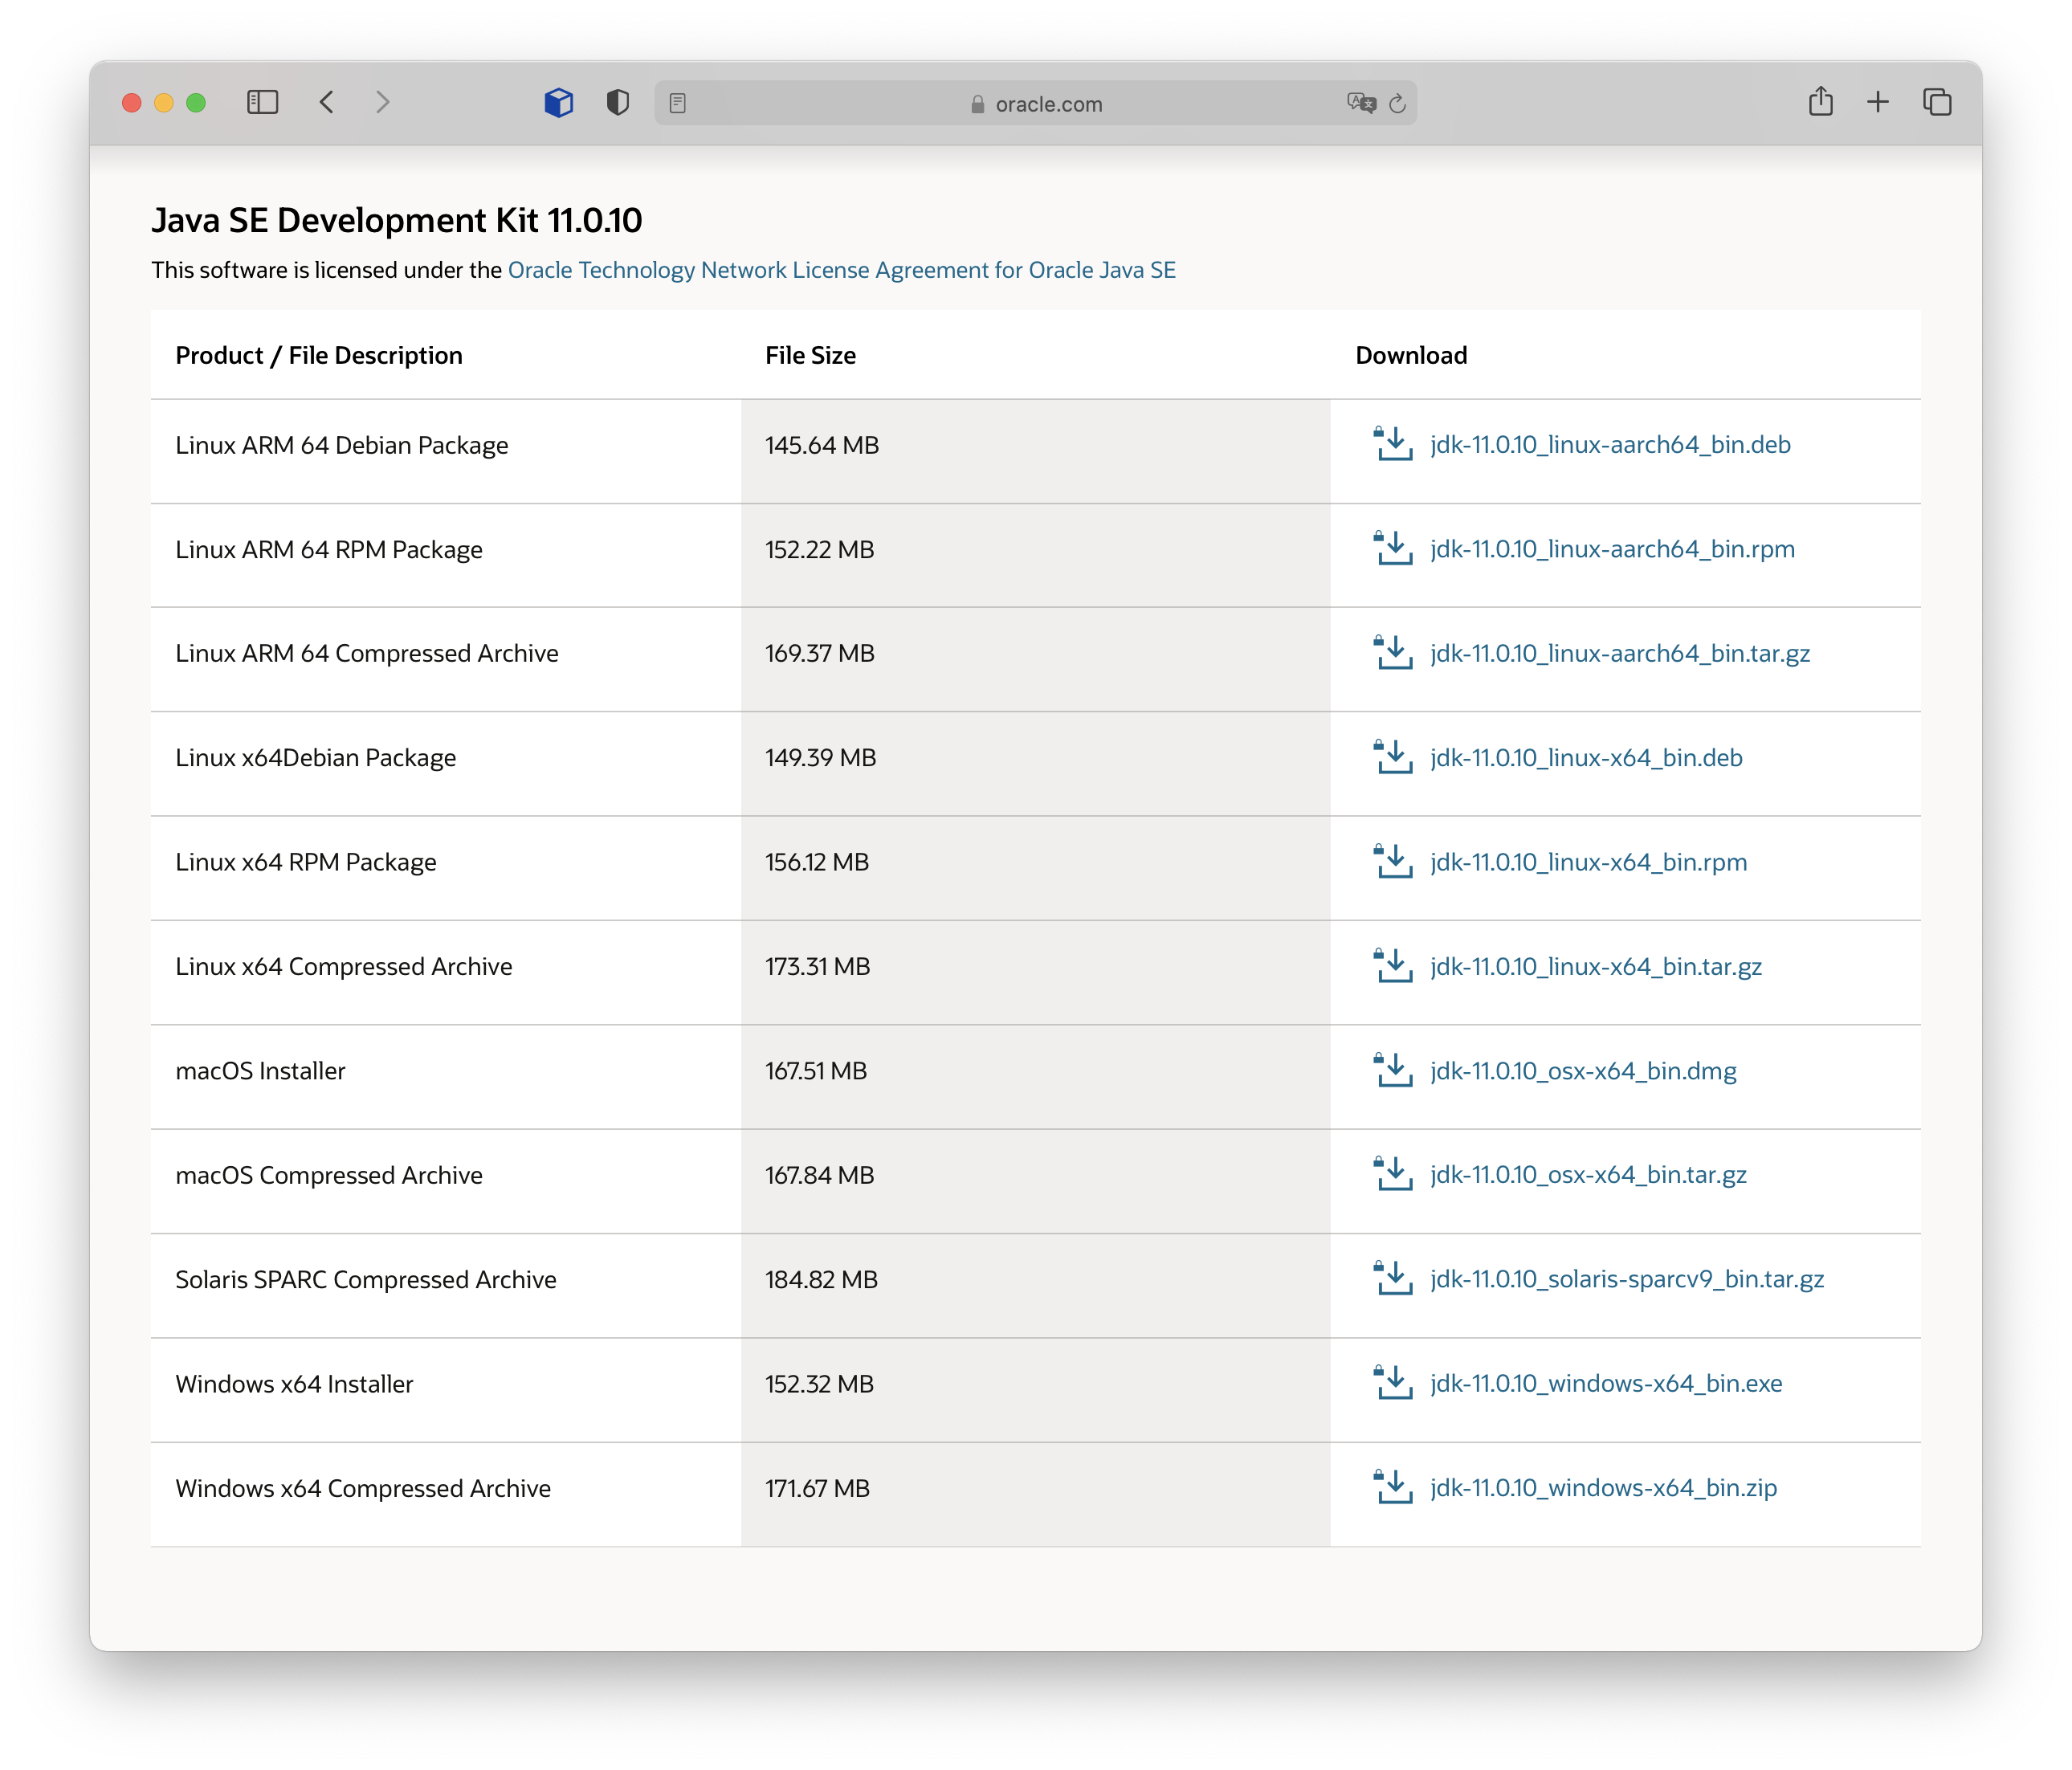 oracle.com
Java SE Development Kit 11.0.10
This software is licensed under the Oracle Technology Network License Agreement for Oracle Java SE
Product / File Description File Size Download
Linux ARM 64 Debian Package 145.64 MB jdk-11.0.10_linux-aarch64_bin.deb
Linux ARM 64 RPM Package 152.22 MB jdk-11.0.10_linux-aarch64_bin.rpm
Linux ARM 64 Compressed Archive 169.37 MB jdk-11.0.10_linux-aarch64_bin.tar.gz
Linux x64Debian Package 149.39 MB jdk-11.0.10_linux-x64_bin.deb
Linux x64 RPM Package 156.12 MB jdk-11.0.10_linux-x64_bin.rpm
Linux x64 Compressed Archive 173.31 MB jdk-11.0.10_linux-x64_bin.tar.gz
macOS Installer 167.51 MB jdk-11.0.10_osx-x64_bin.dmg
macOS Compressed Archive 167.84 MB jdk-11.0.10_osx-x64_bin.tar.gz
Solaris SPARC Compressed Archive 184.82 MB jdk-11.0.10_solaris-sparcv9_bin.tar.gz
Windows x64 Installer 152.32 MB jdk-11.0.10_windows-x64_bin.exe
Windows x64 Compressed Archive 171.67 MB jdk-11.0.10_windows-x64_bin.zip